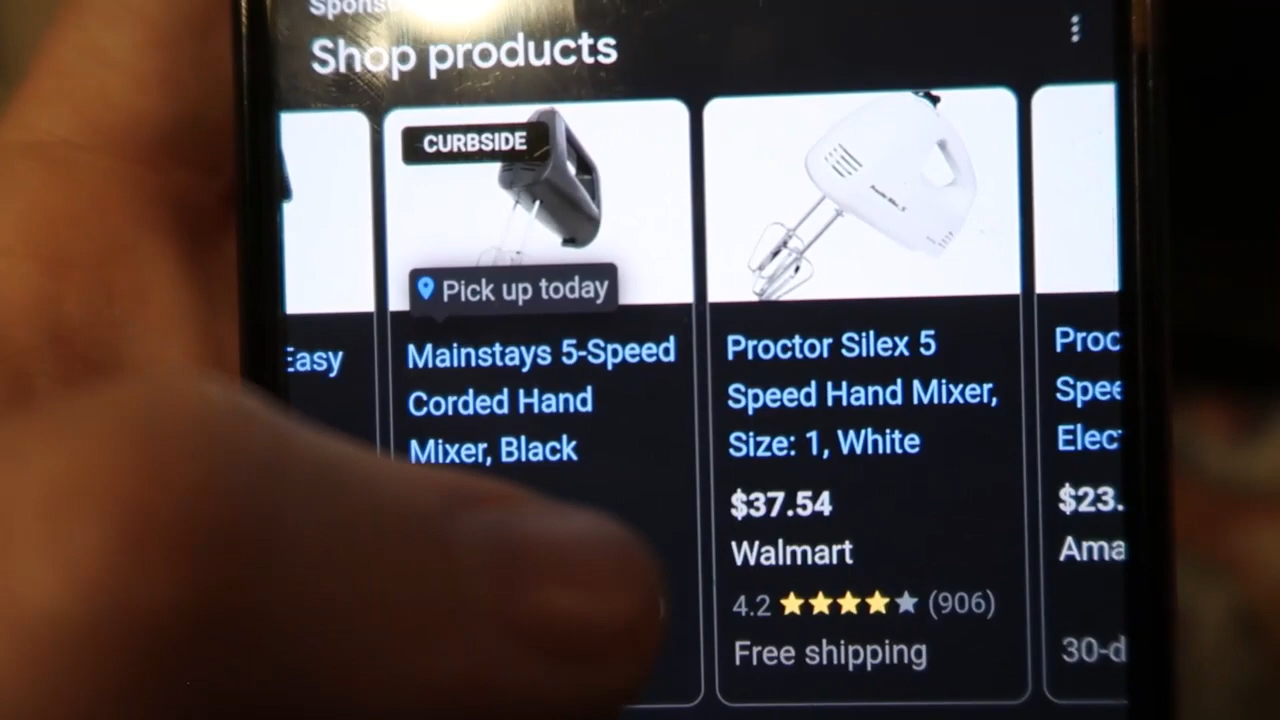 Shop products
CURBSIDE
Pick up today
Easy
Mainstays 5-Speed
Corded Hand
Mixer, Black
Proctor Silex 5
Speed Hand Mixer,
Size: 1, White
$37.54
Walmart
4.2 (906)
Free shipping
Proc
Spee
Elec
$23.
Ama
30-d